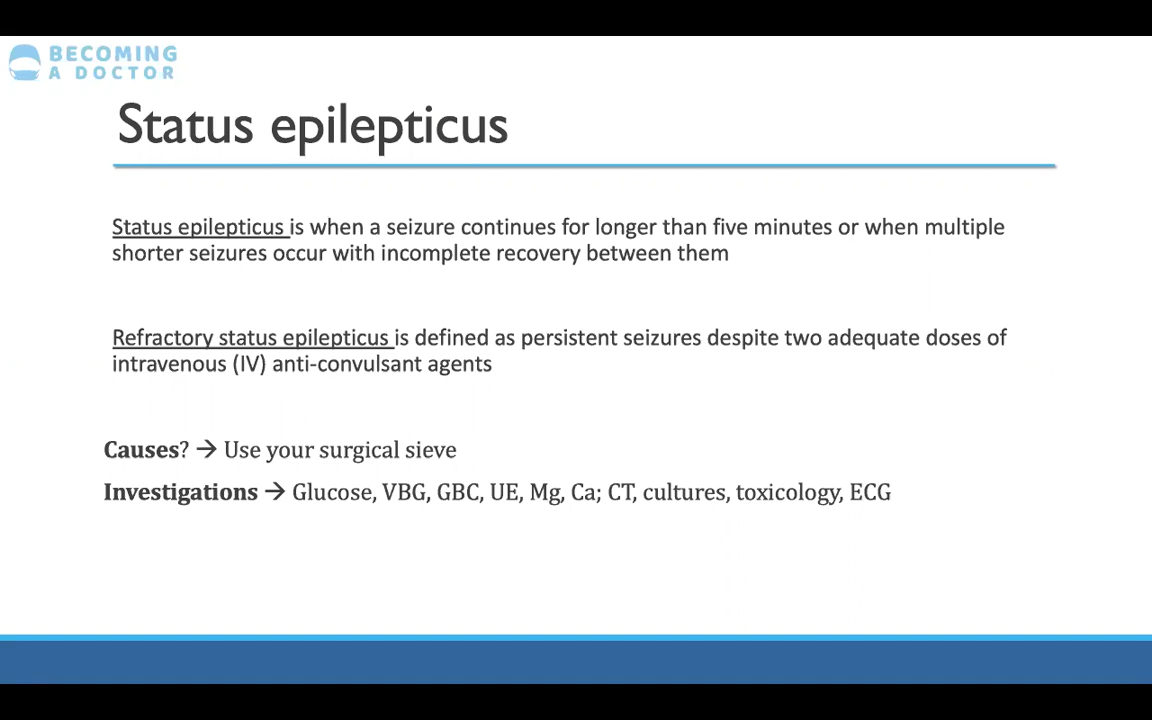 BECOMING
A DOCTOR
Status epilepticus
Status epilepticus is when a seizure continues for longer than five minutes or when multiple
shorter seizures occur with incomplete recovery between them
Refractory status epilepticus is defined as persistent seizures despite two adequate doses of
intravenous (IV) anti-convulsant agents
Causes? → Use your surgical sieve
Investigations → Glucose, VBG, GBC, UE, Mg, Ca; CT, cultures, toxicology, ECG